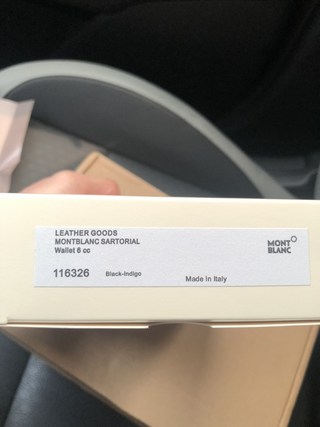 LEATHER GOODS
MONTBLANC SARTORIAL
Wallet 6 cc
116326 Black-Indigo Made in Italy
MONT
BLANC